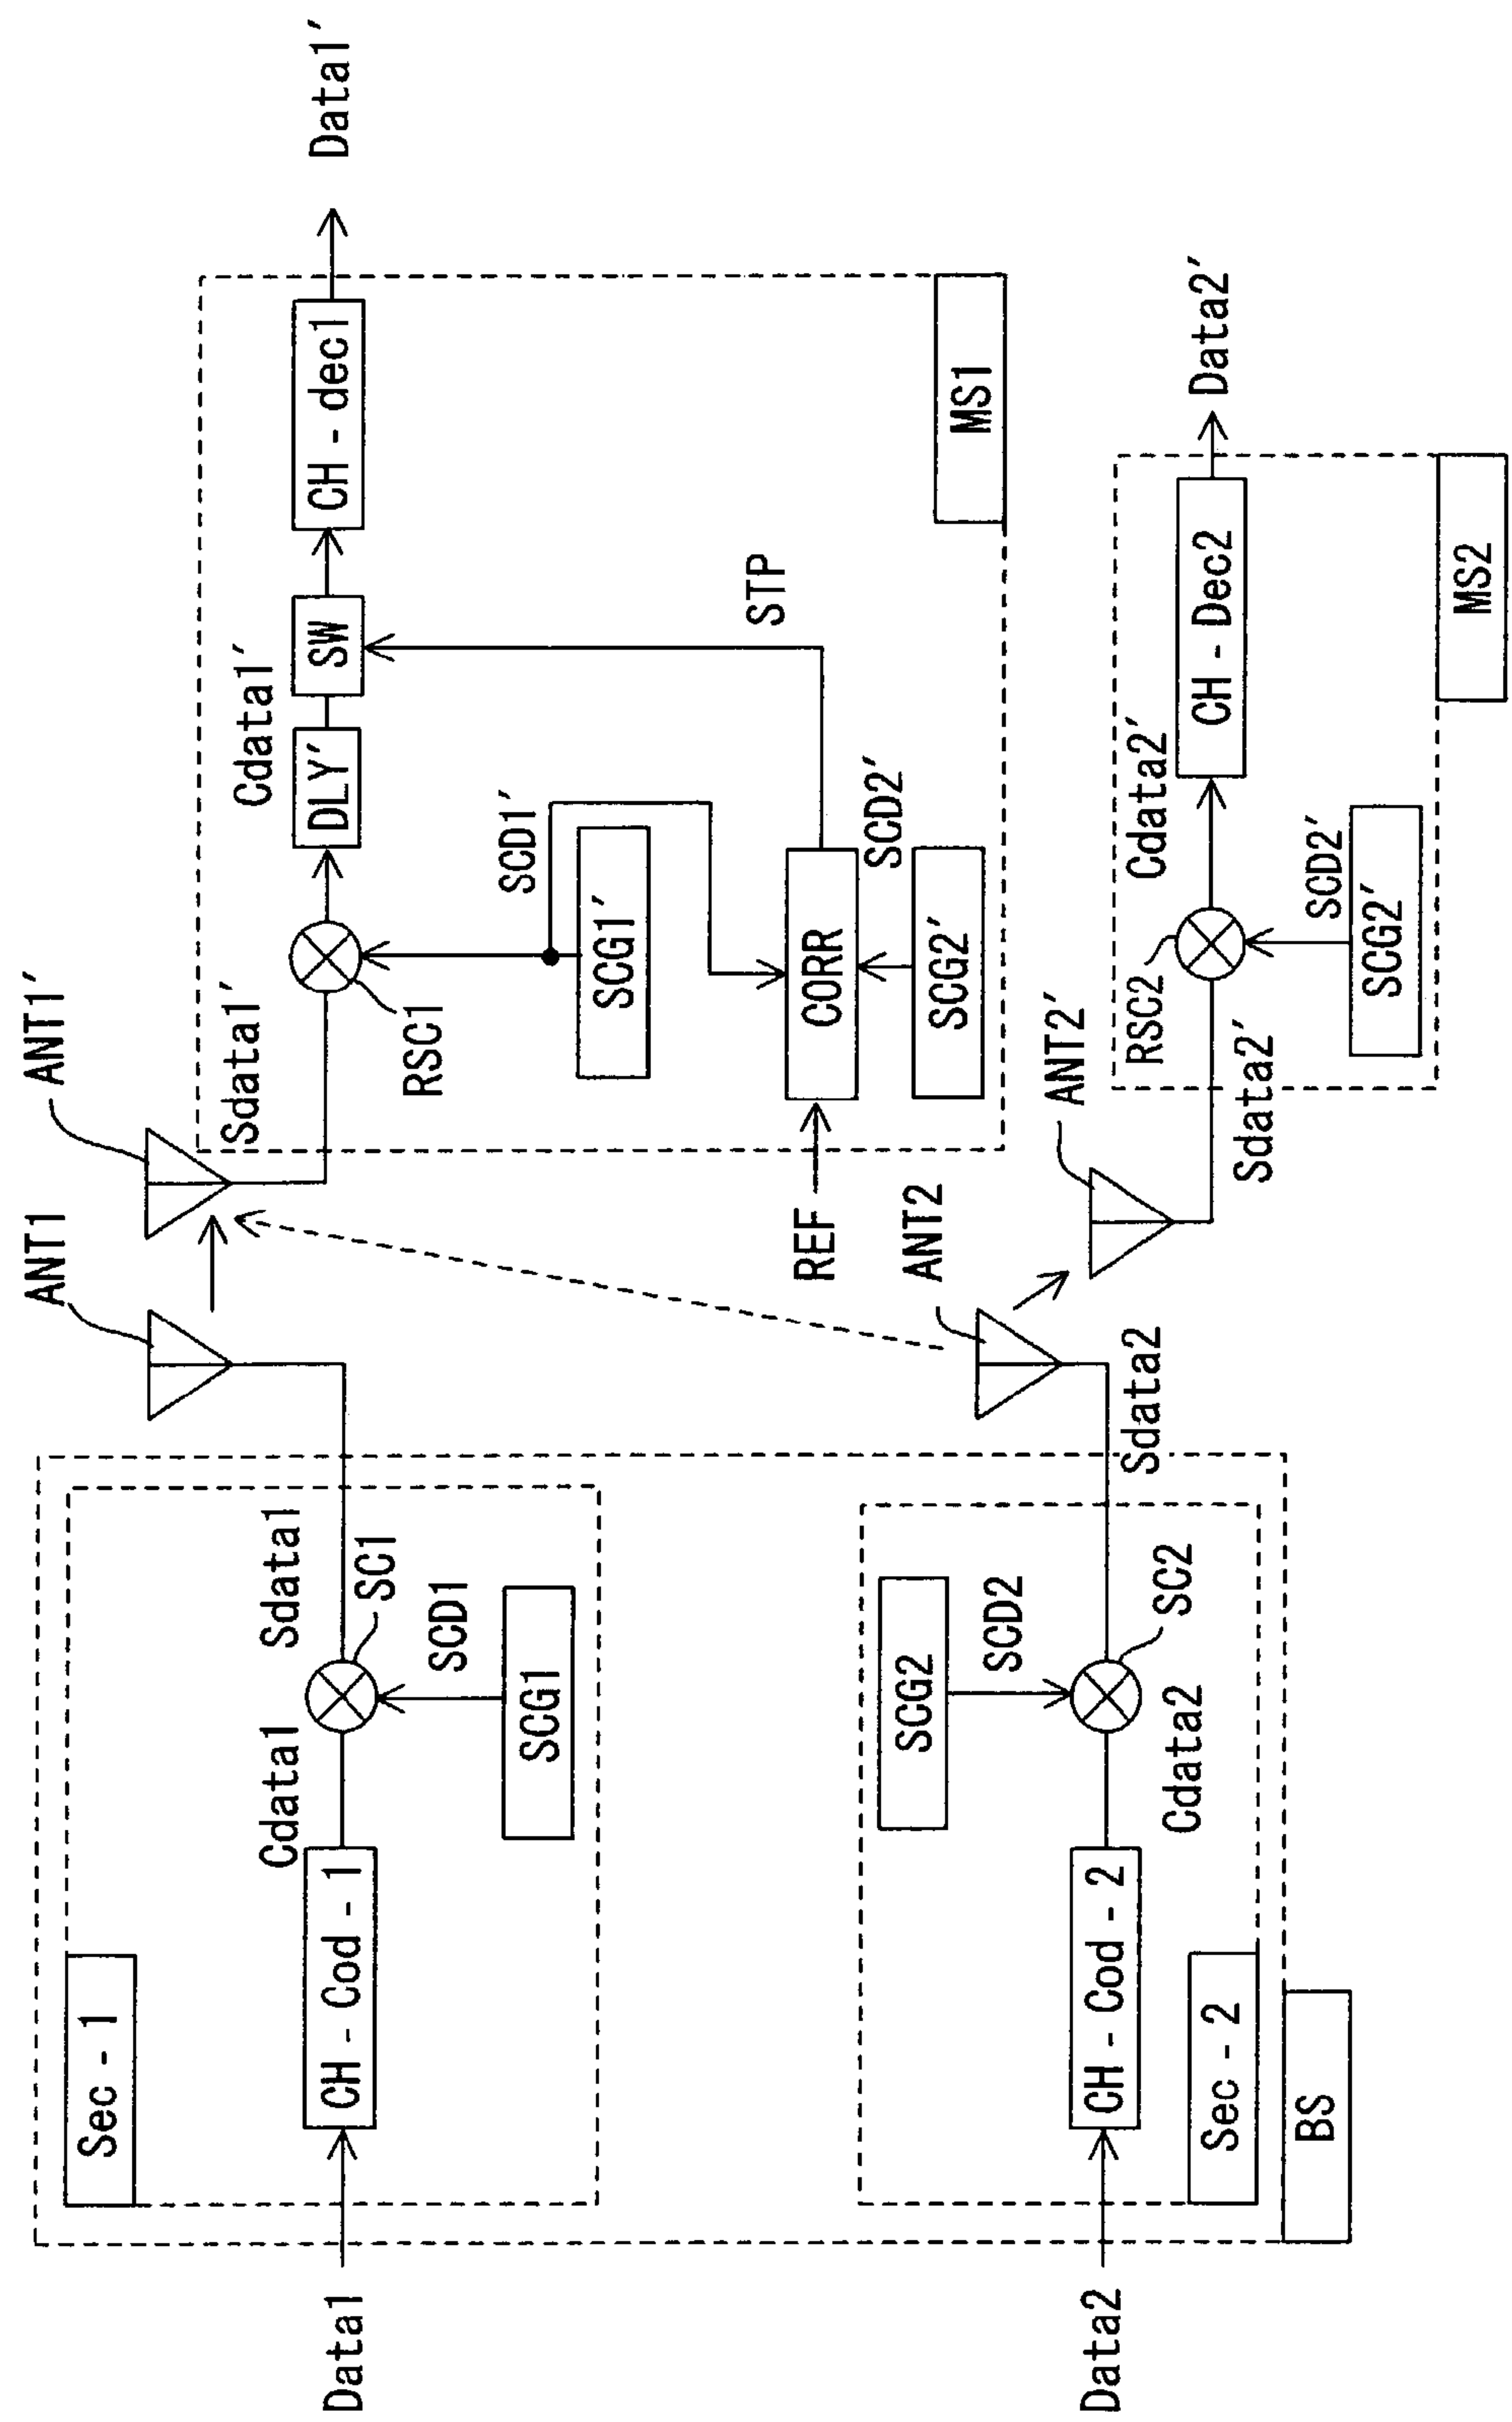 Sec - 1
Data1
CH - Cod - 1
Cdata1
SC1
Sdata1
SCD1
SCG1
ANT1
ANT1′
Sdata1′
RSC1
SCD1′
SCG1′
DLY′
Cdata1′
SW
CH - dec1
Data1′
STP
REF
CORR
SCD2′
SCG2′
MS1
Data2
CH - Cod - 2
Cdata2
SC2
SCD2
SCG2
Sdata2
ANT2
Sec - 2
BS
ANT2′
Sdata2′
RSC2
Cdata2′
CH - Dec2
Data2′
SCD2′
SCG2′
MS2